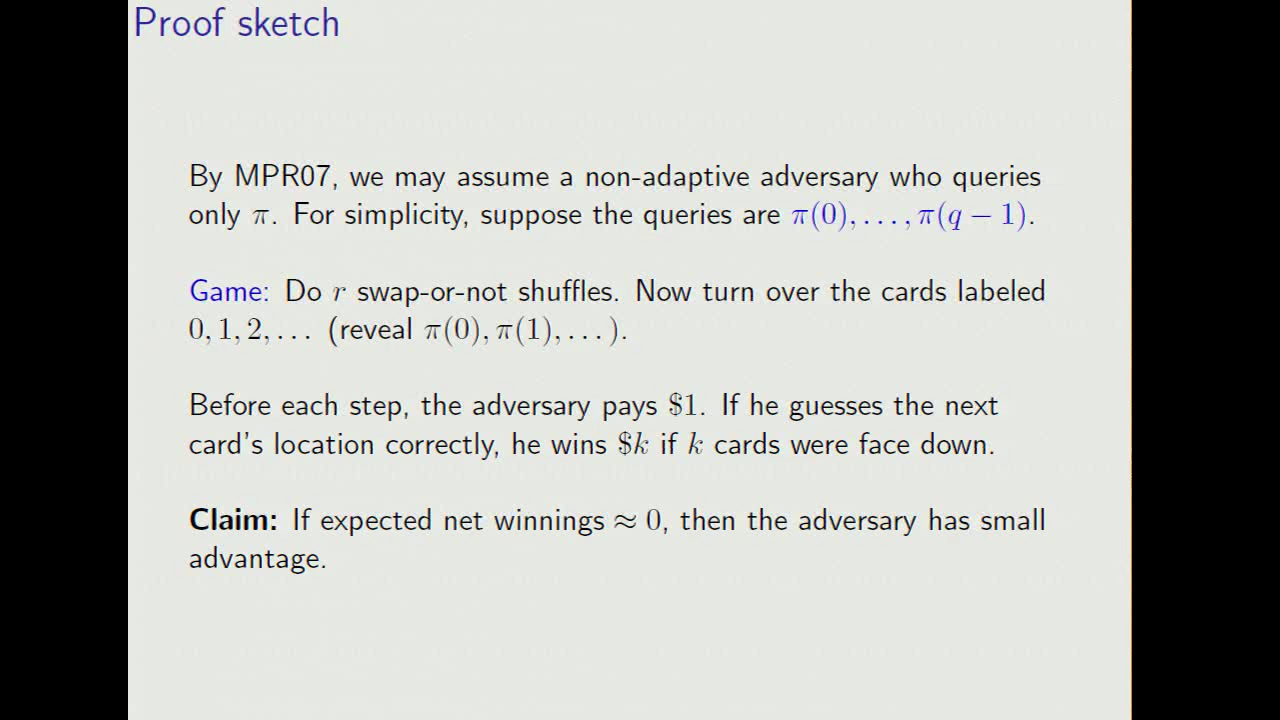 Proof sketch
By MPR07, we may assume a non-adaptive adversary who queries
only π. For simplicity, suppose the queries are π(0), . . . , π(q − 1).
Game: Do r swap-or-not shuffles. Now turn over the cards labeled
0, 1, 2, . . . (reveal π(0), π(1), . . . ).
Before each step, the adversary pays $1. If he guesses the next
card's location correctly, he wins $k if k cards were face down.
Claim: If expected net winnings ≈ 0, then the adversary has small
advantage.